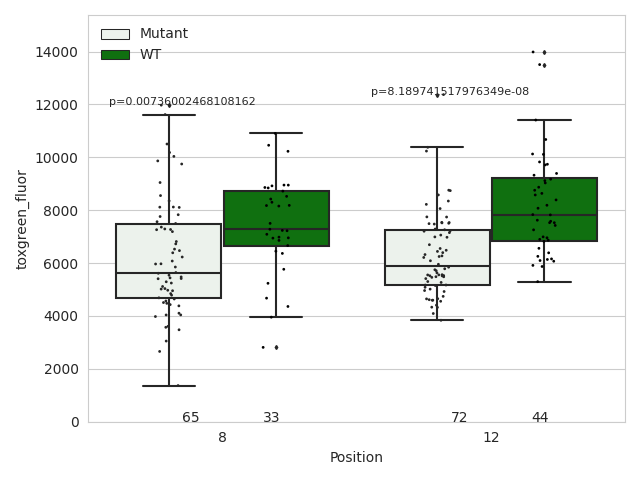 Mutant
WT
14000
12000
10000
8000
6000
4000
2000
0
toxgreen_fluor
p=0.00736002468108162
p=8.189741517976349e-08
65 33 72 44
8 12
Position